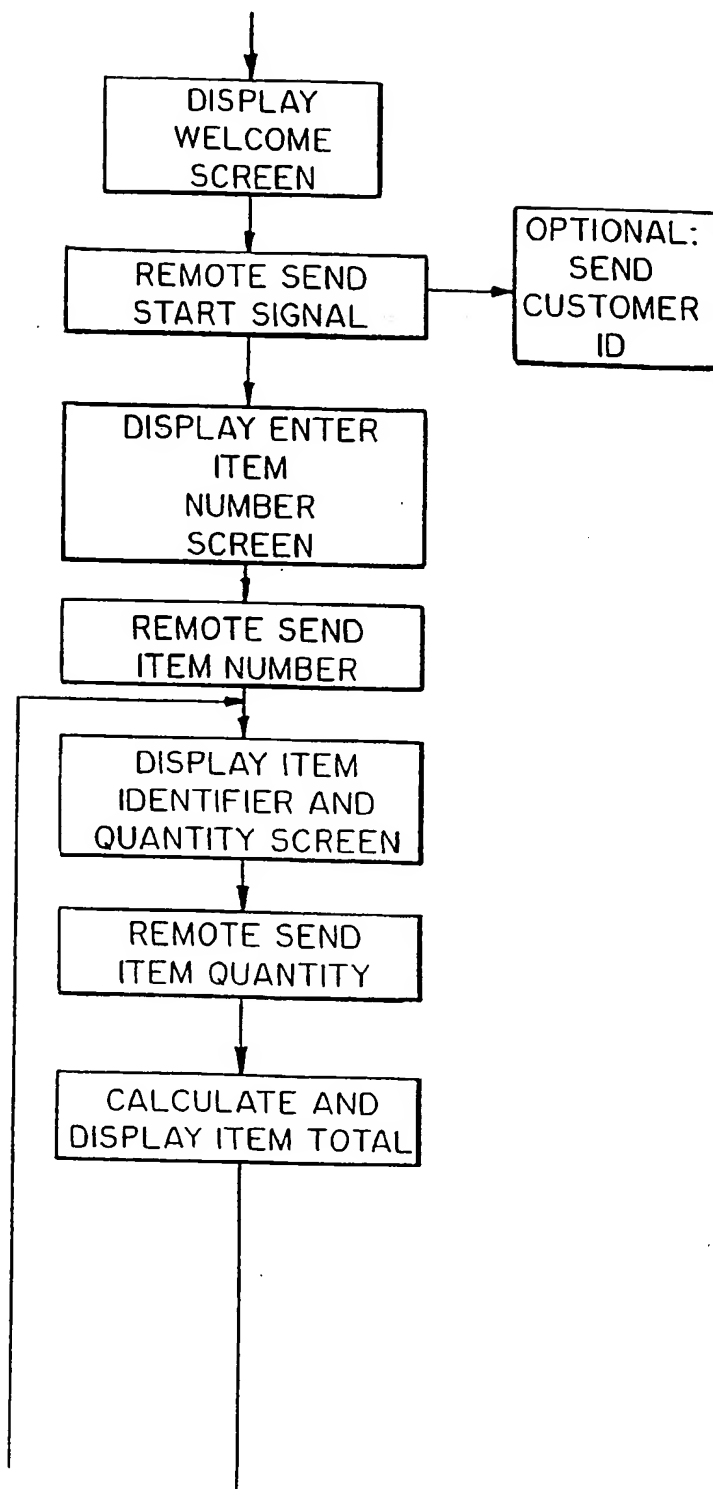 DISPLAY
WELCOME
SCREEN
REMOTE SEND
START SIGNAL
OPTIONAL:
SEND
CUSTOMER
ID
DISPLAY ENTER
ITEM
NUMBER
SCREEN
REMOTE SEND
ITEM NUMBER
DISPLAY ITEM
IDENTIFIER AND
QUANTITY SCREEN
REMOTE SEND
ITEM QUANTITY
CALCULATE AND
DISPLAY ITEM TOTAL